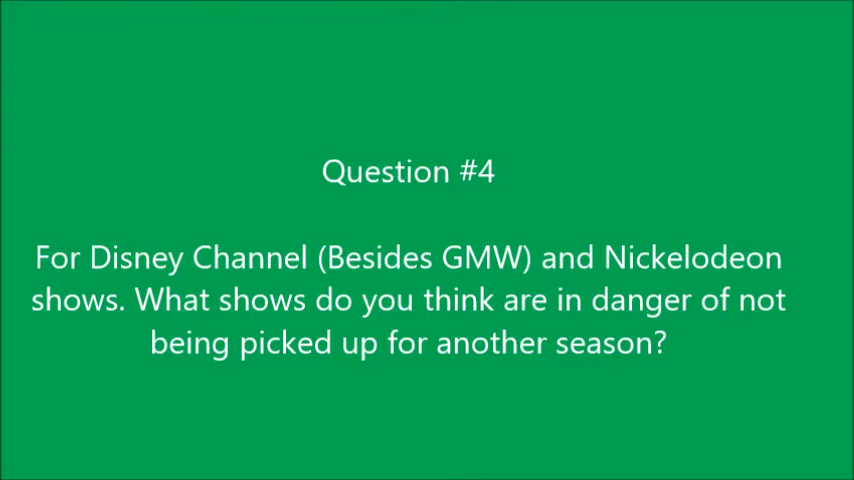 Question #4
For Disney Channel (Besides GMW) and Nickelodeon
shows. What shows do you think are in danger of not
being picked up for another season?